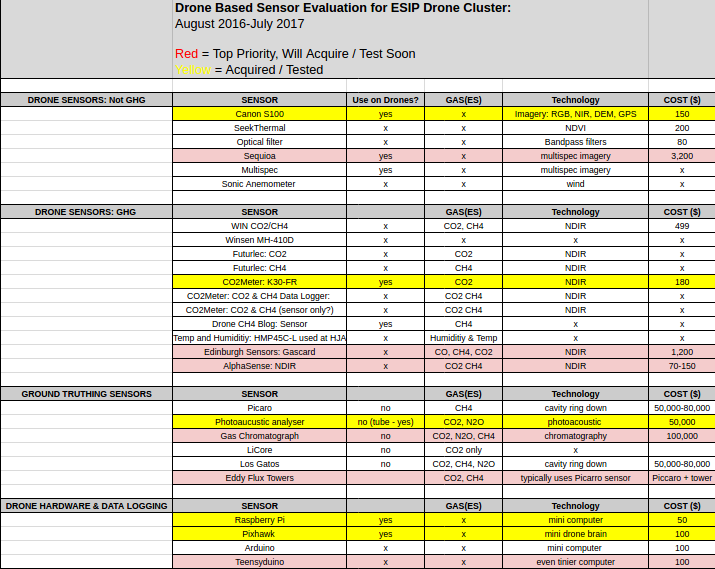 Drone Based Sensor Evaluation for ESIP Drone Cluster:
August 2016-July 2017
Red = Top Priority, Will Acquire / Test Soon
Yellow = Acquired / Tested
DRONE SENSORS: Not GHG SENSOR Use on Drones? GAS(ES) Technology COST ($)
Canon S100 yes x Imagery: RGB, NIR, DEM, GPS 150
SeekThermal x x NDVI 200
Optical filter x x Bandpass filters 80
Sequioa yes x multispec imagery 3,200
Multispec yes x multispec imagery x
Sonic Anemometer x x wind x
DRONE SENSORS: GHG SENSOR GAS(ES) Technology COST ($)
WIN CO2/CH4 x CO2, CH4 NDIR 499
Winsen MH-410D x x x x
Futurlec: CO2 x CO2 NDIR x
Futurlec: CH4 x CH4 NDIR x
CO2Meter: K30-FR yes CO2 NDIR 180
CO2Meter: CO2 & CH4 Data Logger: x CO2 CH4 NDIR x
CO2Meter: CO2 & CH4 (sensor only?) x CO2 CH4 NDIR x
Drone CH4 Blog: Sensor yes CH4 x x
Temp and Humiditiy: HMP45C-L used at HJA x Humiditiy & Temp x x
Edinburgh Sensors: Gascard x CO, CH4, CO2 NDIR 1,200
AlphaSense: NDIR x CO2 CH4 NDIR 70-150
GROUND TRUTHING SENSORS SENSOR GAS(ES) Technology COST ($)
Picaro no CH4 cavity ring down 50,000-80,000
Photoaucustic analyser no (tube - yes) CO2, N2O photoacoustic 50,000
Gas Chromatograph no CO2, N2O, CH4 chromatography 100,000
LiCore no CO2 only x
Los Gatos no CO2, CH4, N2O cavity ring down 50,000-80,000
Eddy Flux Towers CO2, CH4 typically uses Picarro sensor Piccaro + tower
DRONE HARDWARE & DATA LOGGING SENSOR GAS(ES) Technology COST ($)
Raspberry Pi yes x mini computer 50
Pixhawk yes x mini drone brain 100
Arduino x x mini computer 100
Teensyduino x x even tinier computer 100